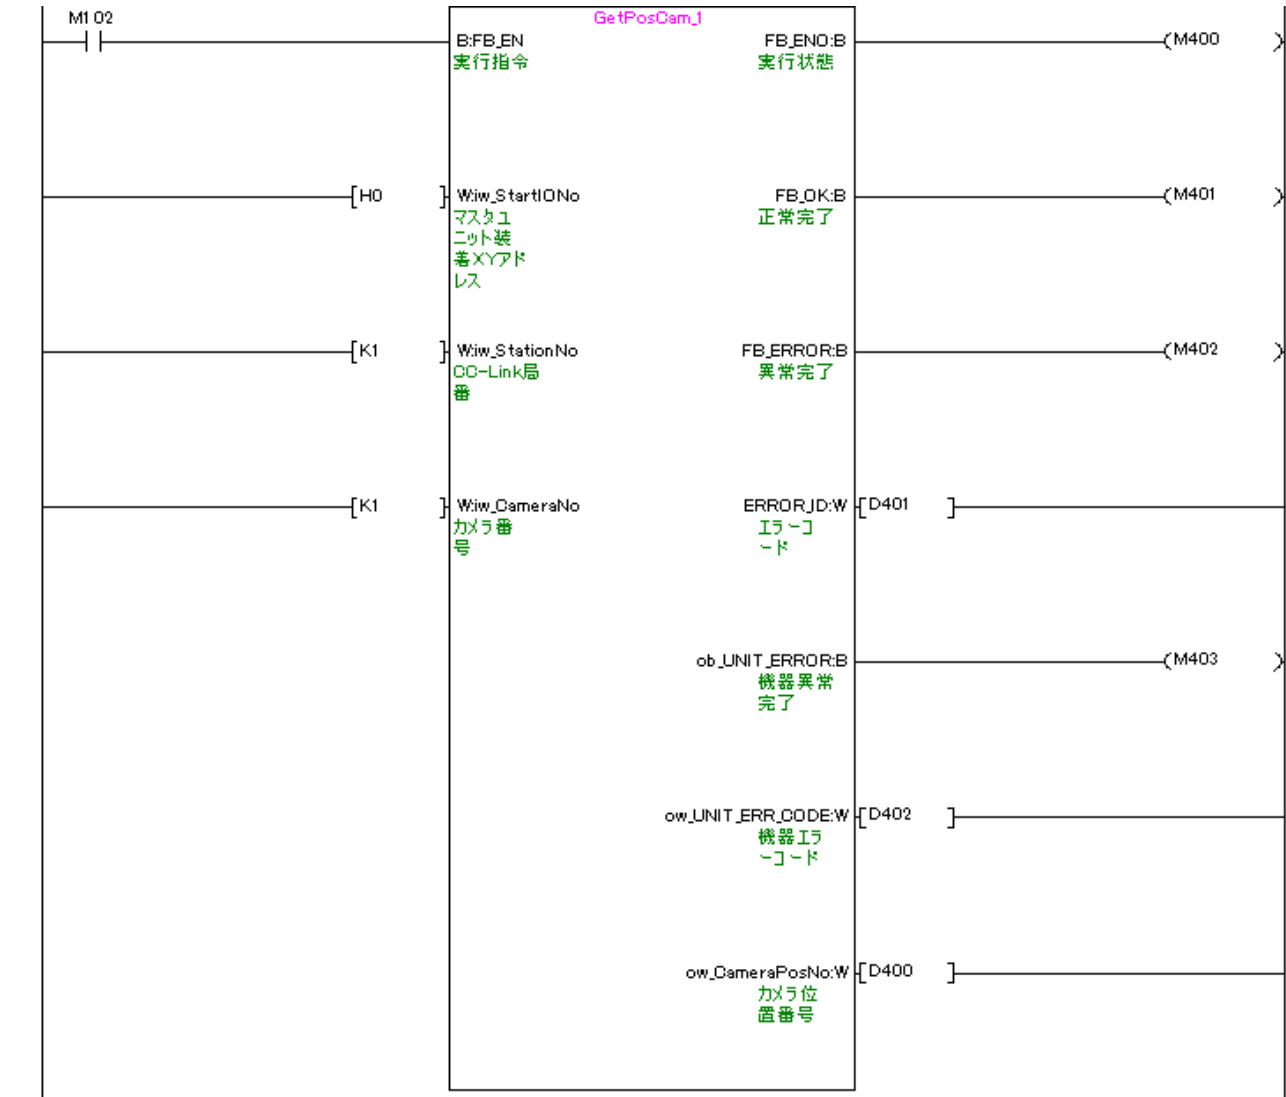 M102
GetPosCam_1
B:FB_EN
FB_ENO:B
(M400 )
実行指令
実行状態
[H0 ]
W:iw_StartIONo
FB_OK:B
(M401 )
マスタユ
ニット装
着XYアド
レス
正常完了
[K1 ]
W:iw_StationNo
FB_ERROR:B
(M402 )
CC-Link局
番
異常完了
[K1 ]
W:iw_CameraNo
ERROR_ID:W
[D401 ]
カメラ番
号
エラーコ
ード
ob_UNIT_ERROR:B
(M403 )
機器異常
完了
ow_UNIT_ERR_CODE:W
[D402 ]
機器エラ
ーコード
ow_CameraPosNo:W
[D400 ]
カメラ位
置番号